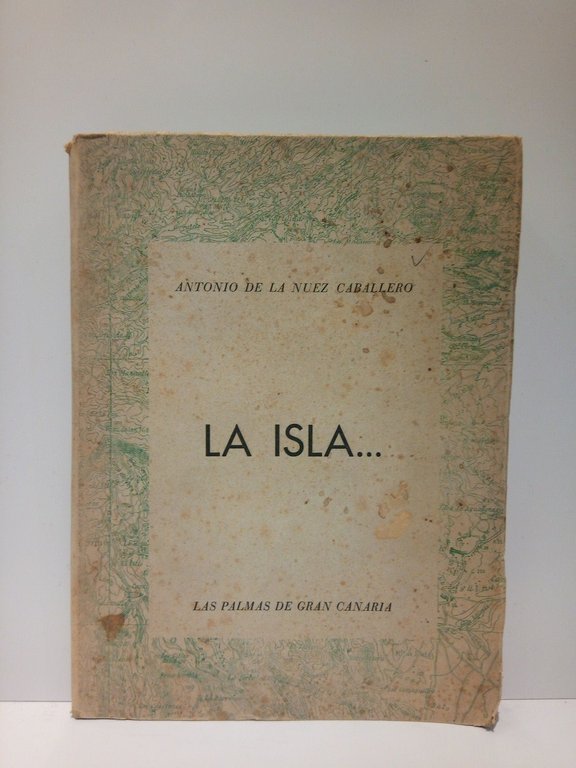 ANTONIO DE LA NUEZ CABALLERO
LA ISLA...
LAS PALMAS DE GRAN CANARIA